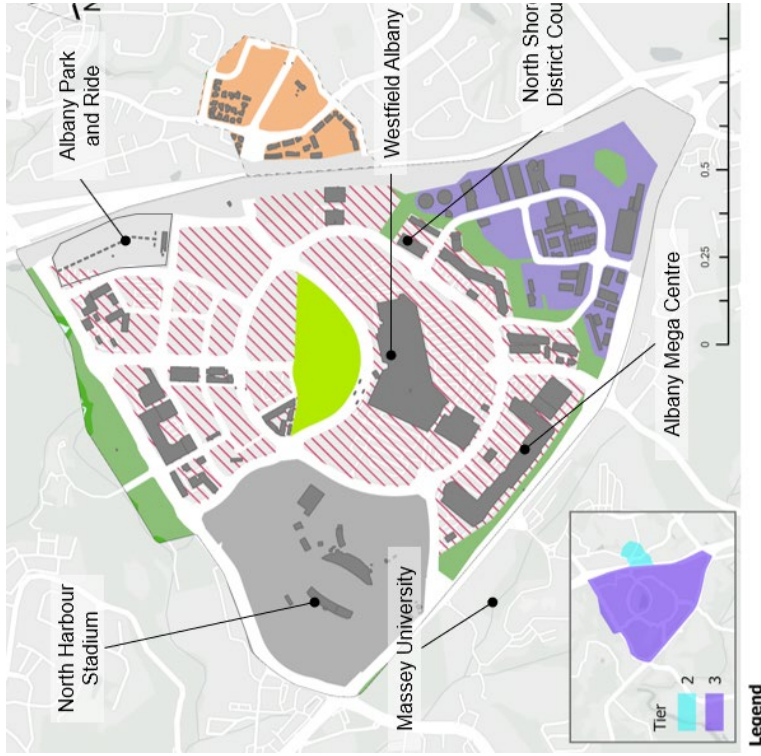 Albany Park
and Ride
Westfield Albany
North Shor
District Cou
North Harbour
Stadium
Massey University
Albany Mega Centre
0
0.25
0.5
Tier
2
3
Legend